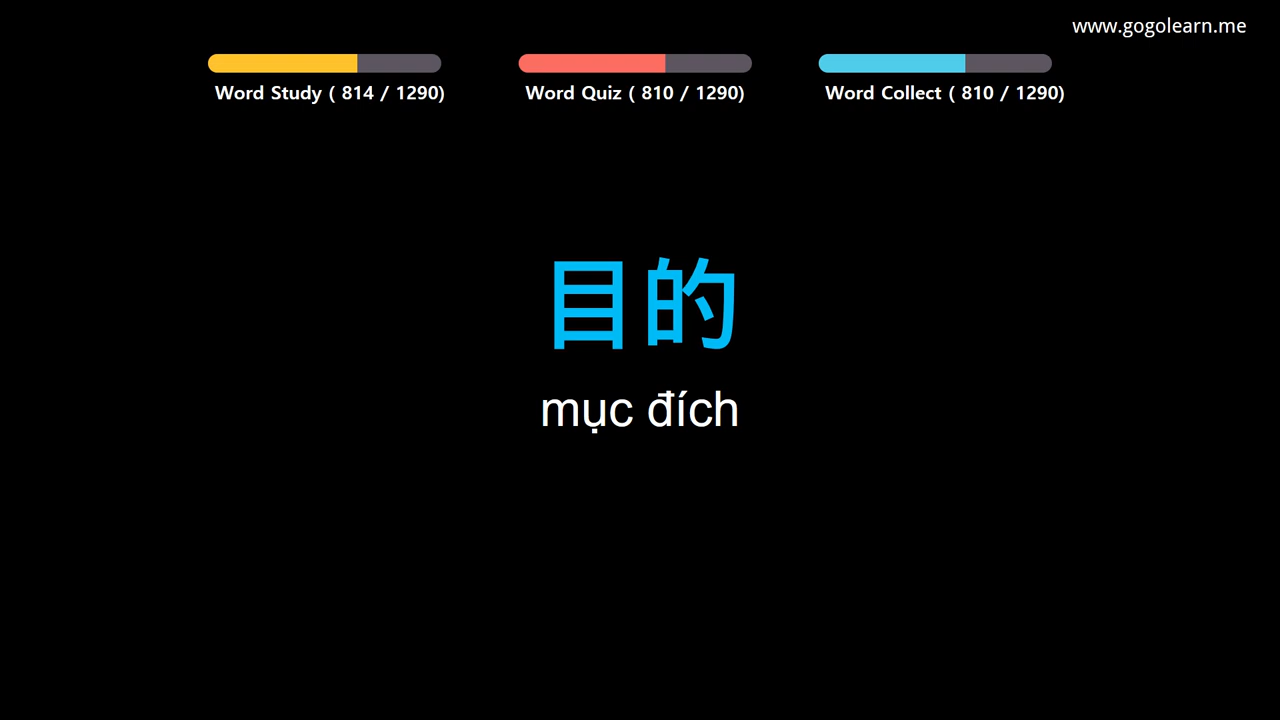 www.gogolearn.me
Word Study ( 814 / 1290)
Word Quiz ( 810 / 1290)
Word Collect ( 810 / 1290)
目的
mục đích